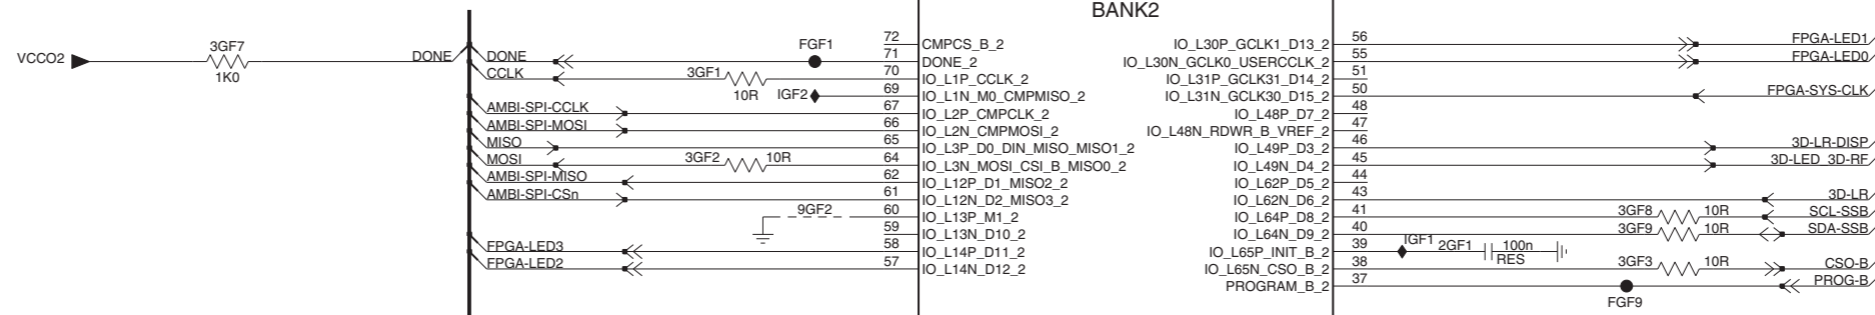 BANK2
VCCO2 3GF7 1K0 DONE
DONE FGF1 72 CMPCS_B_2
71 DONE_2
CCLK 3GF1 10R 70 IO_L1P_CCLK_2
IGF2 69 IO_L1N_M0_CMPMISO_2
AMBI-SPI-CCLK 67 IO_L2P_CMPCLK_2
AMBI-SPI-MOSI 66 IO_L2N_CMPMOSI_2
MISO 65 IO_L3P_D0_DIN_MISO_MISO1_2
MOSI 3GF2 10R 64 IO_L3N_MOSI_CSI_B_MISO0_2
AMBI-SPI-MISO 62 IO_L12P_D1_MISO2_2
AMBI-SPI-CSn 61 IO_L12N_D2_MISO3_2
9GF2 60 IO_L13P_M1_2
59 IO_L13N_D10_2
FPGA-LED3 58 IO_L14P_D11_2
FPGA-LED2 57 IO_L14N_D12_2
IO_L30P_GCLK1_D13_2 56 FPGA-LED1
IO_L30N_GCLK0_USERCCLK_2 55 FPGA-LED0
IO_L31P_GCLK31_D14_2 51
IO_L31N_GCLK30_D15_2 50 FPGA-SYS-CLK
IO_L48P_D7_2 48
IO_L48N_RDWR_B_VREF_2 47
IO_L49P_D3_2 46 3D-LR-DISP
IO_L49N_D4_2 45 3D-LED_3D-RF
IO_L62P_D5_2 44
IO_L62N_D6_2 43 3D-LR
IO_L64P_D8_2 41 3GF8 10R SCL-SSB
IO_L64N_D9_2 40 3GF9 10R SDA-SSB
IO_L65P_INIT_B_2 39 IGF1 2GF1 100n RES
IO_L65N_CSO_B_2 38 3GF3 10R CSO-B
PROGRAM_B_2 37 FGF9 PROG-B